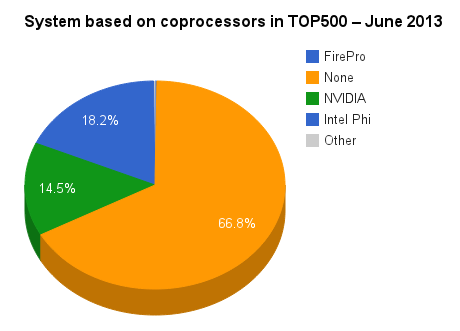 System based on coprocessors in TOP500 – June 2013
FirePro
None
NVIDIA
Intel Phi
Other
18.2%
14.5%
66.8%